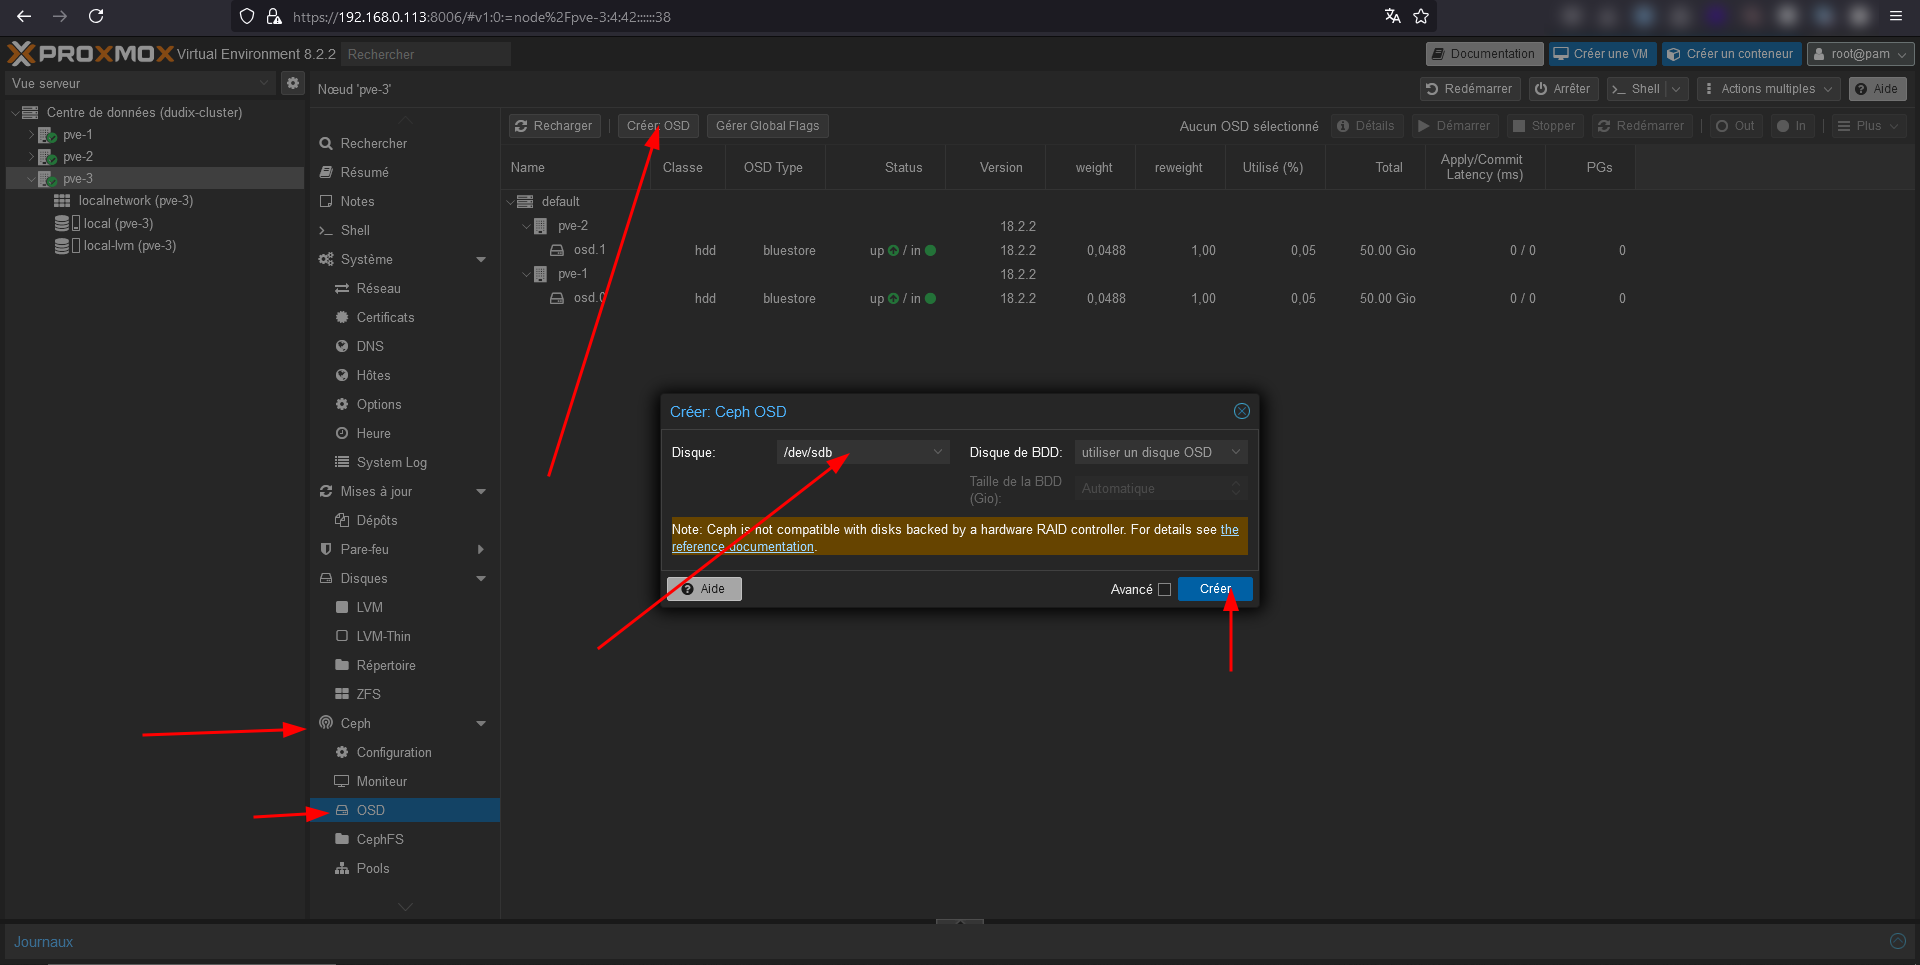 https://192.168.0.113:8006/#v1:0:=node%2Fpve-3:4:42::::::38
PROXMOX Virtual Environment 8.2.2 Rechercher
Documentation Créer une VM Créer un conteneur root@pam
Vue serveur
Nœud 'pve-3'
Redémarrer Arrêter Shell Actions multiples Aide
Centre de données (dudix-cluster)
pve-1
pve-2
pve-3
localnetwork (pve-3)
local (pve-3)
local-lvm (pve-3)
Rechercher
Résumé
Notes
Shell
Système
Réseau
Certificats
DNS
Hôtes
Options
Heure
System Log
Mises à jour
Dépôts
Pare-feu
Disques
LVM
LVM-Thin
Répertoire
ZFS
Ceph
Configuration
Moniteur
OSD
CephFS
Pools
Recharger Créer: OSD Gérer Global Flags Aucun OSD sélectionné Détails Démarrer Stopper Redémarrer Out In Plus
Name Classe OSD Type Status Version weight reweight Utilisé (%) Total Apply/Commit Latency (ms) PGs
default
pve-2 18.2.2
osd.1 hdd bluestore up / in 18.2.2 0,0488 1,00 0,05 50.00 Gio 0 / 0 0
pve-1 18.2.2
osd.0 hdd bluestore up / in 18.2.2 0,0488 1,00 0,05 50.00 Gio 0 / 0 0
Créer: Ceph OSD
Disque: /dev/sdb Disque de BDD: utiliser un disque OSD
Taille de la BDD (Gio): Automatique
Note: Ceph is not compatible with disks backed by a hardware RAID controller. For details see the
reference documentation.
Aide Avancé Créer
Journaux